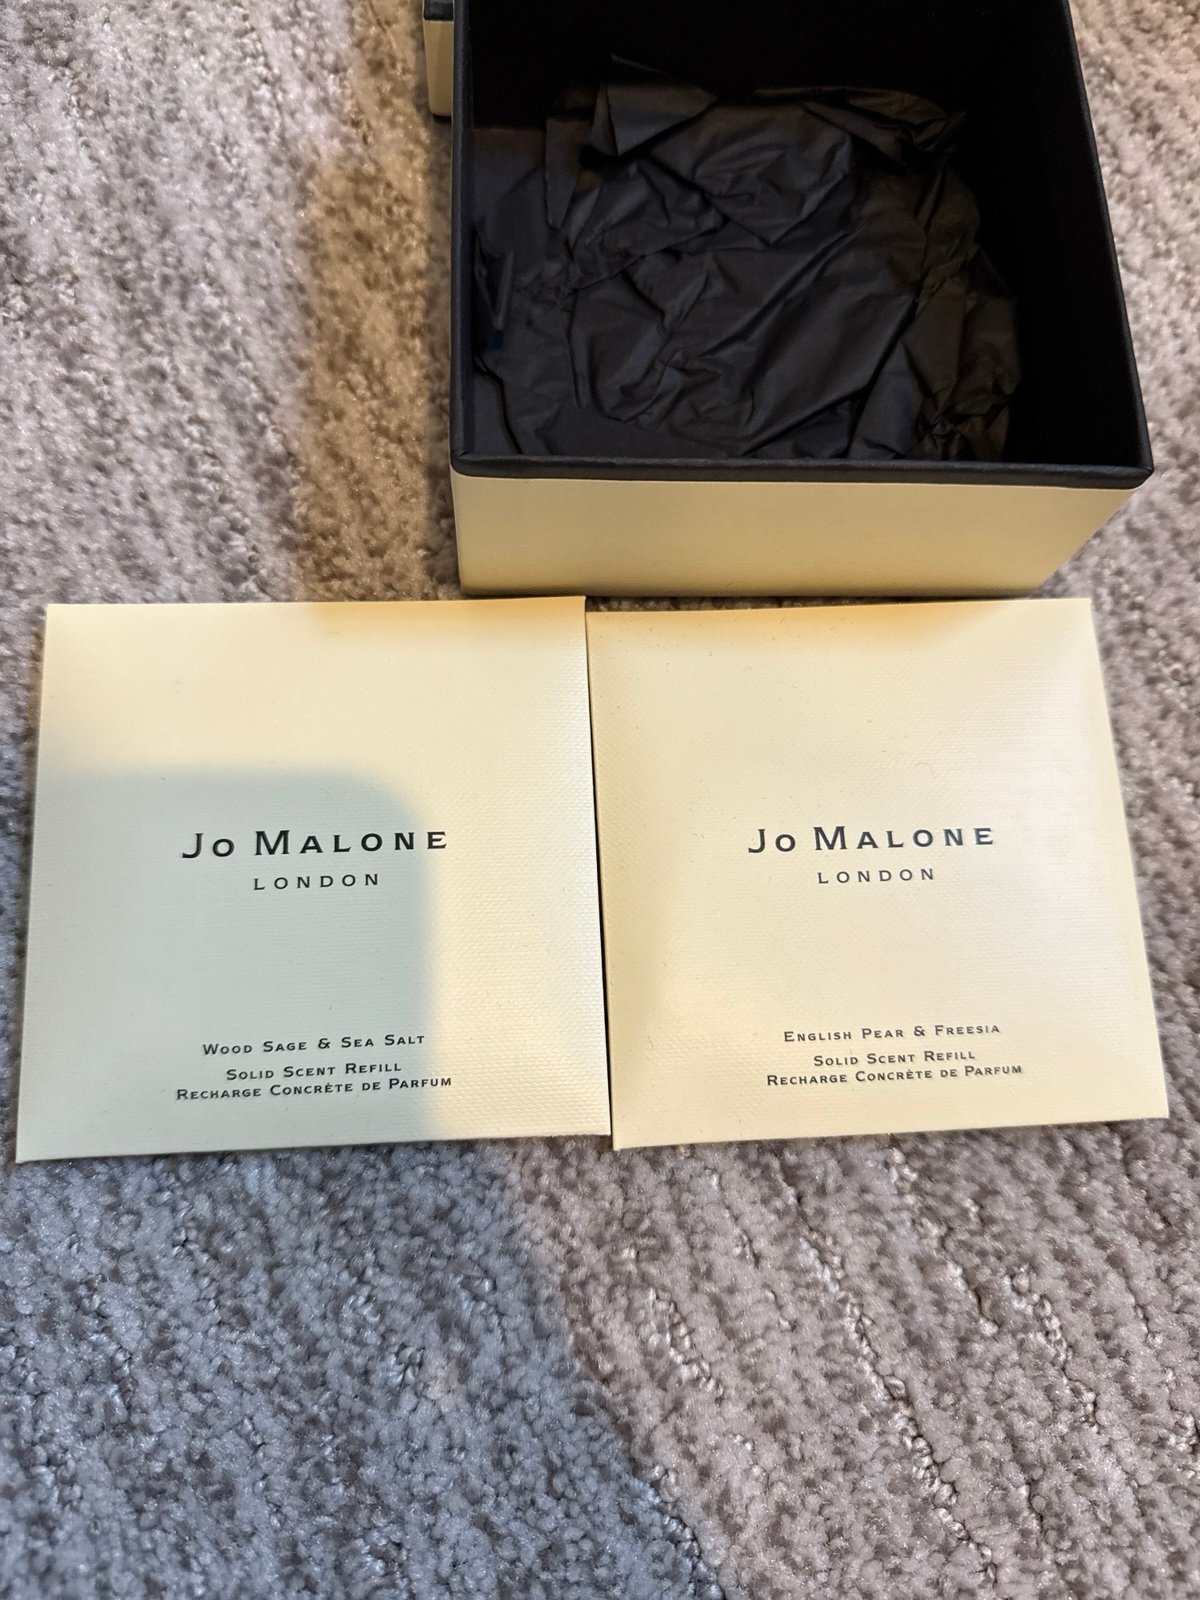 Jo Malone
LONDON
Wood Sage & Sea Salt
Solid Scent Refill
Recharge Concrète de Parfum
Jo Malone
LONDON
English Pear & Freesia
Solid Scent Refill
Recharge Concrète de Parfum